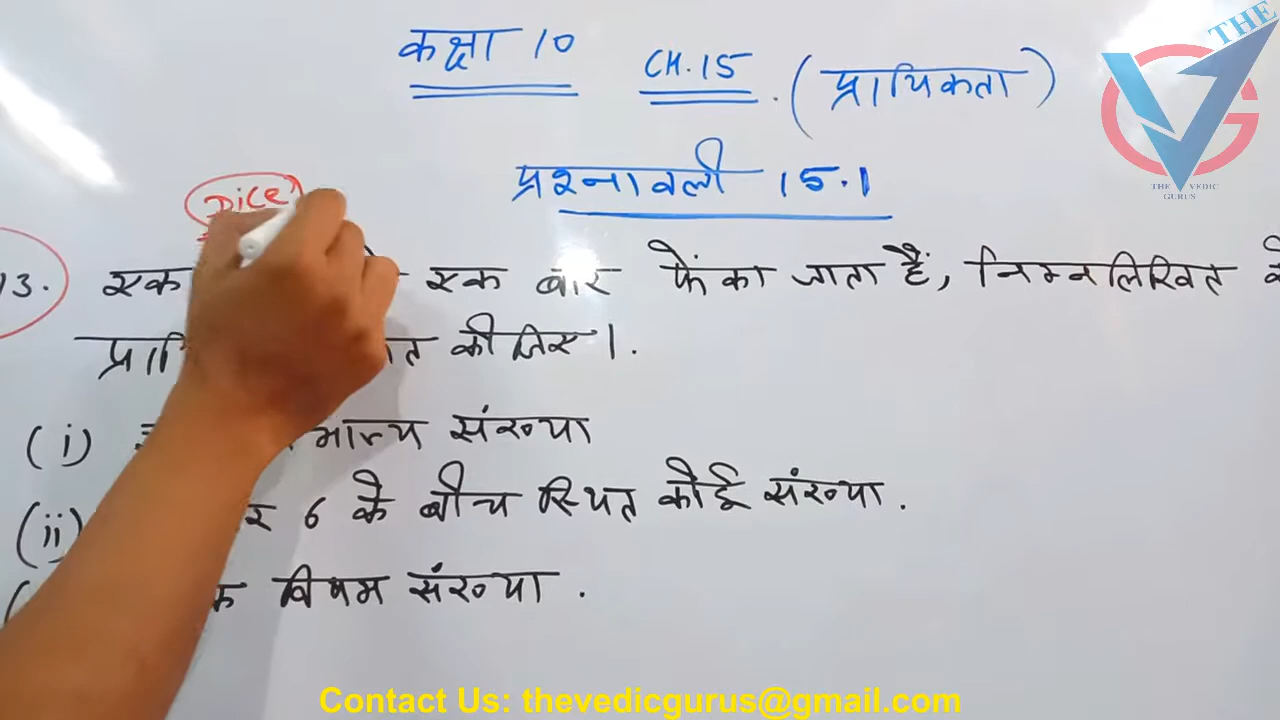 कक्षा 10
CH.15 (प्रायिकता)
प्रश्नावली 15.1
THE
VG
THE VEDIC
GURUS
Dice
13. एक एक बार फेंका जाता हैं, निम्नलिखित
कीजिए।.
(i) संख्या
(ii) 6 के बीच स्थित कोई संख्या.
विषम संख्या.
Contact Us: thevedicgurus@gmail.com